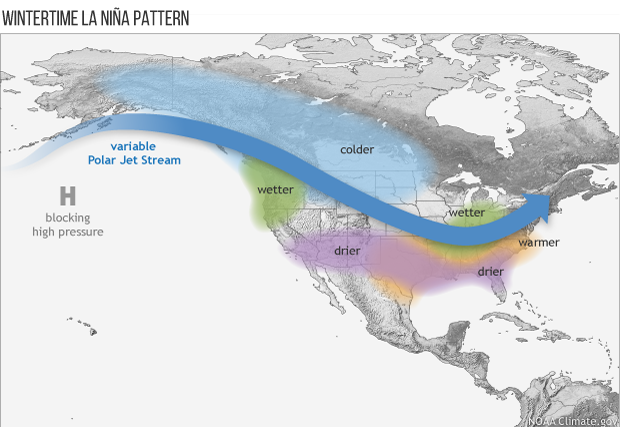 WINTERTIME LA NIÑA PATTERN
colder
variable
Polar Jet Stream
wetter
H
blocking
high pressure
wetter
warmer
drier
drier
NOAA Climate.gov